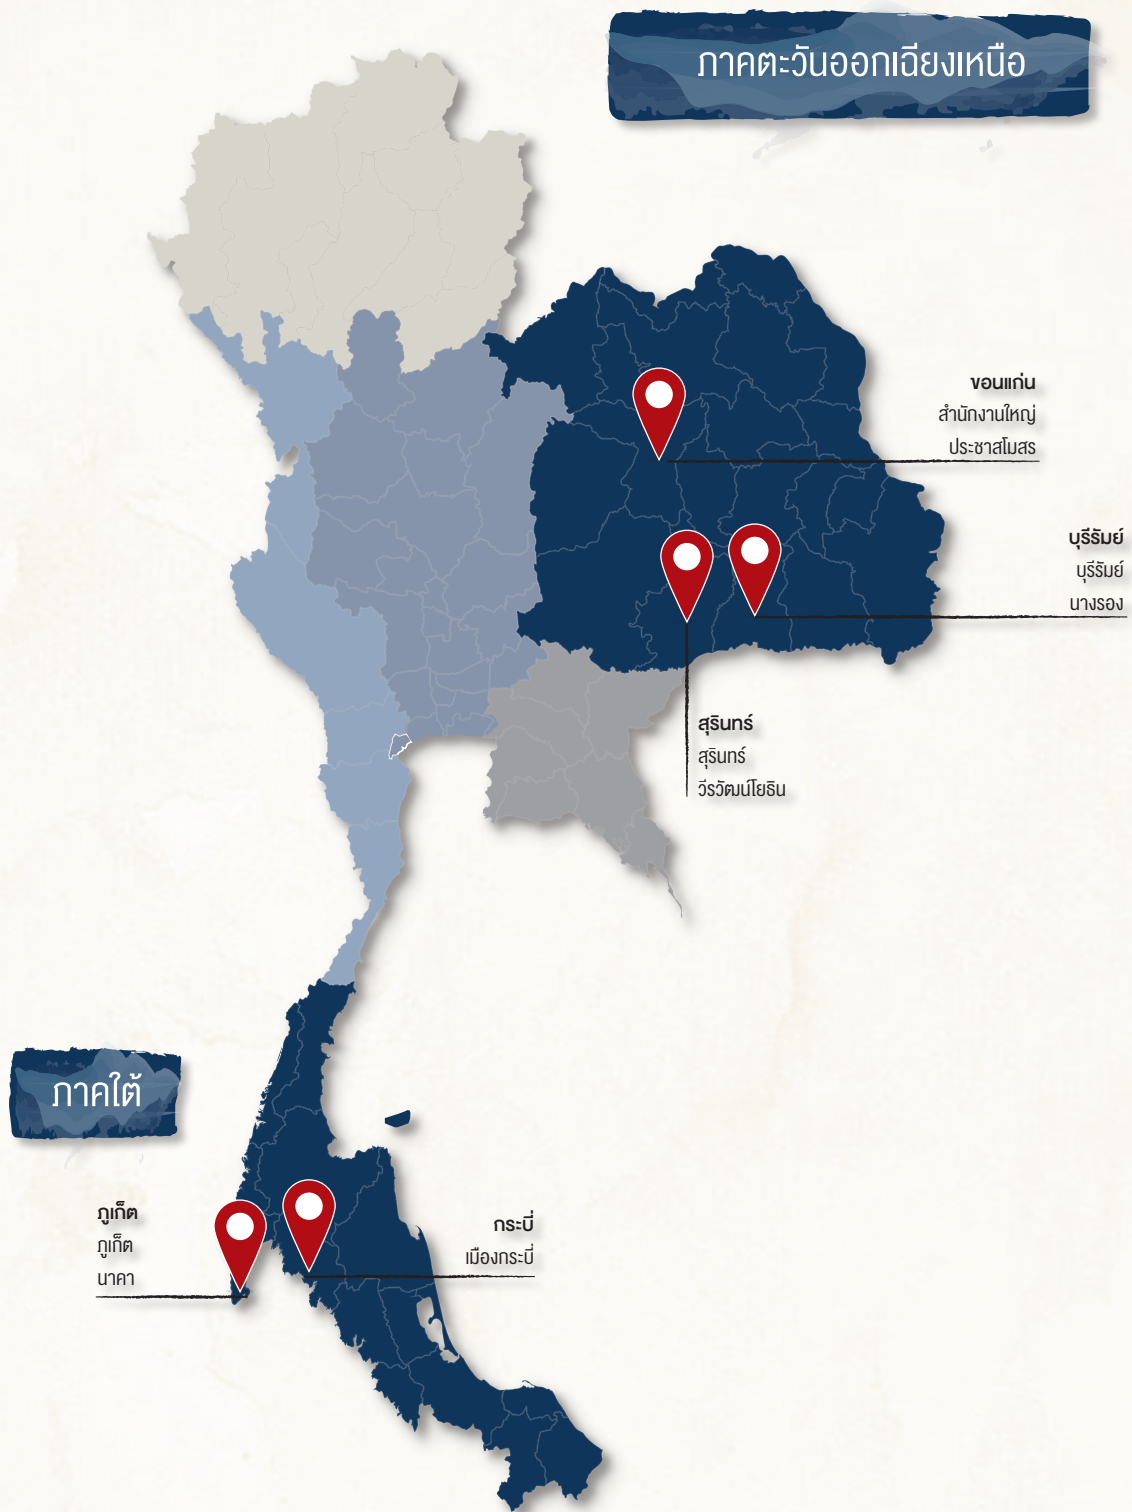 ภาคตะวันออกเฉียงเหนือ
ขอนแก่น
สำนักงานใหญ่
ประชาสโมสร
บุรีรัมย์
บุรีรัมย์
นางรอง
สุรินทร์
สุรินทร์
วีรวัฒน์โยธิน
ภาคใต้
ภูเก็ต
ภูเก็ต
นาคา
กระบี่
เมืองกระบี่